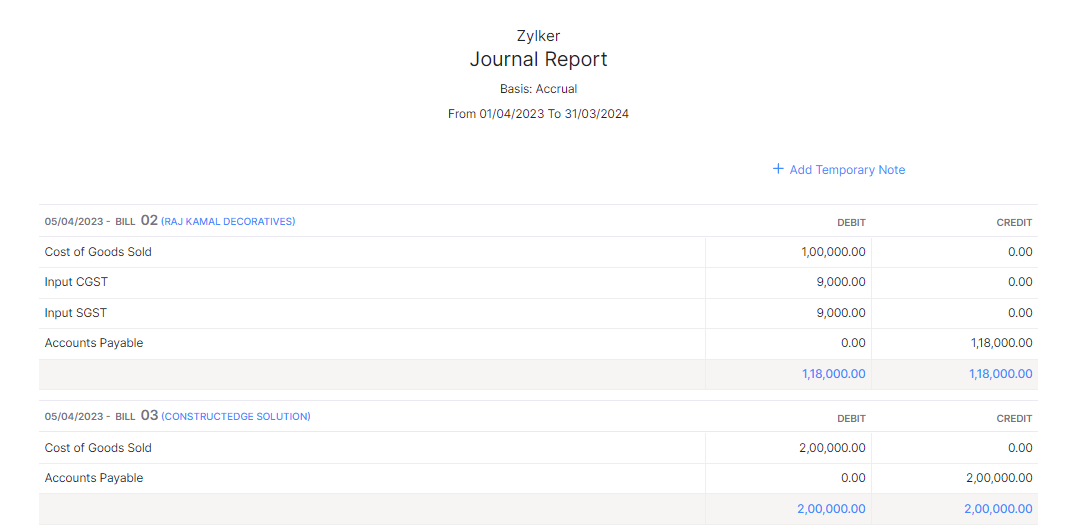 Zylker
Journal Report
Basis: Accrual
From 01/04/2023 To 31/03/2024
+ Add Temporary Note
05/04/2023 - BILL 02 (RAJ KAMAL DECORATIVES) DEBIT CREDIT
Cost of Goods Sold 1,00,000.00 0.00
Input CGST 9,000.00 0.00
Input SGST 9,000.00 0.00
Accounts Payable 0.00 1,18,000.00
1,18,000.00 1,18,000.00
05/04/2023 - BILL 03 (CONSTRUCTEDGE SOLUTION) DEBIT CREDIT
Cost of Goods Sold 2,00,000.00 0.00
Accounts Payable 0.00 2,00,000.00
2,00,000.00 2,00,000.00